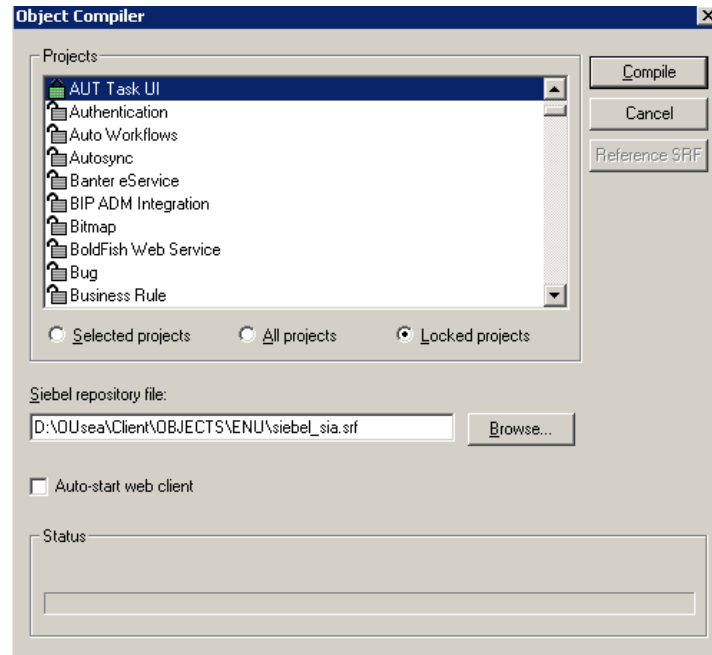 Object Compiler
Projects
AUT Task UI
Authentication
Auto Workflows
Autosync
Banter eService
BIP ADM Integration
Bitmap
BoldFish Web Service
Bug
Business Rule
Selected projects
All projects
Locked projects
Compile
Cancel
Reference SRF
Siebel repository file:
D:\OUsea\Client\OBJECTS\ENU\siebel_sia.srf
Browse...
Auto-start web client
Status